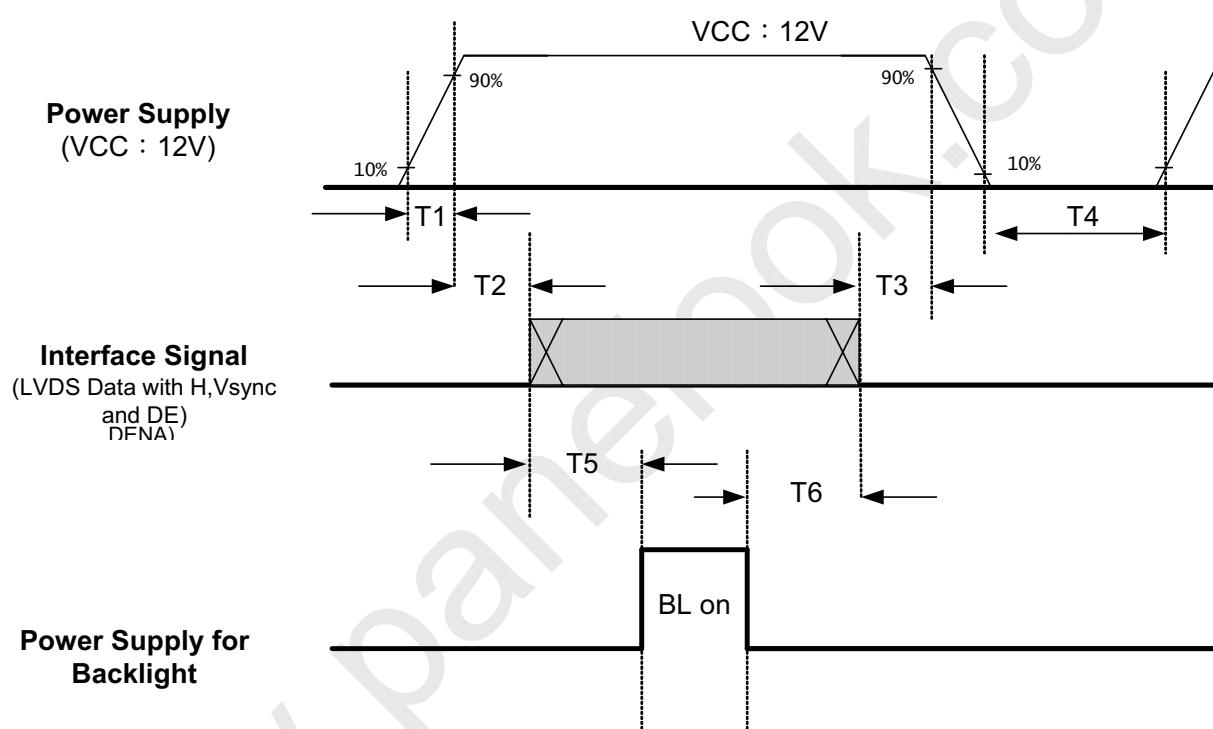 VCC：12V
90%
90%
Power Supply
(VCC：12V)
10%
10%
T1
T4
T2
T3
Interface Signal
(LVDS Data with H,Vsync
and DE)
DENA)
T5
T6
BL on
Power Supply for
Backlight